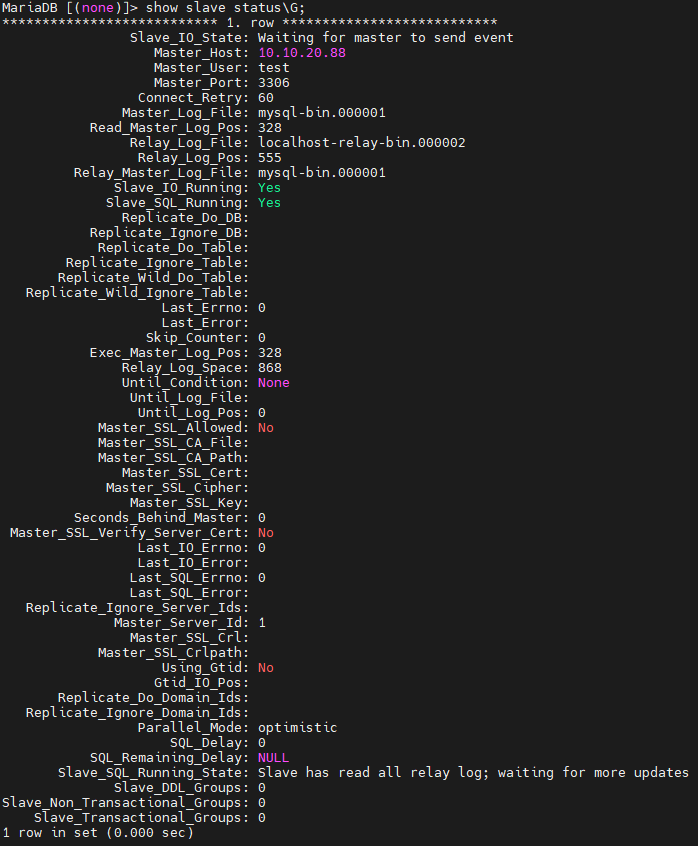 MariaDB [(none)]> show slave status\G;
*************************** 1. row ***************************
Slave_IO_State: Waiting for master to send event
Master_Host: 10.10.20.88
Master_User: test
Master_Port: 3306
Connect_Retry: 60
Master_Log_File: mysql-bin.000001
Read_Master_Log_Pos: 328
Relay_Log_File: localhost-relay-bin.000002
Relay_Log_Pos: 555
Relay_Master_Log_File: mysql-bin.000001
Slave_IO_Running: Yes
Slave_SQL_Running: Yes
Replicate_Do_DB:
Replicate_Ignore_DB:
Replicate_Do_Table:
Replicate_Ignore_Table:
Replicate_Wild_Do_Table:
Replicate_Wild_Ignore_Table:
Last_Errno: 0
Last_Error:
Skip_Counter: 0
Exec_Master_Log_Pos: 328
Relay_Log_Space: 868
Until_Condition: None
Until_Log_File:
Until_Log_Pos: 0
Master_SSL_Allowed: No
Master_SSL_CA_File:
Master_SSL_CA_Path:
Master_SSL_Cert:
Master_SSL_Cipher:
Master_SSL_Key:
Seconds_Behind_Master: 0
Master_SSL_Verify_Server_Cert: No
Last_IO_Errno: 0
Last_IO_Error:
Last_SQL_Errno: 0
Last_SQL_Error:
Replicate_Ignore_Server_Ids:
Master_Server_Id: 1
Master_SSL_Crl:
Master_SSL_Crlpath:
Using_Gtid: No
Gtid_IO_Pos:
Replicate_Do_Domain_Ids:
Replicate_Ignore_Domain_Ids:
Parallel_Mode: optimistic
SQL_Delay: 0
SQL_Remaining_Delay: NULL
Slave_SQL_Running_State: Slave has read all relay log; waiting for more updates
Slave_DDL_Groups: 0
Slave_Non_Transactional_Groups: 0
Slave_Transactional_Groups: 0
1 row in set (0.000 sec)